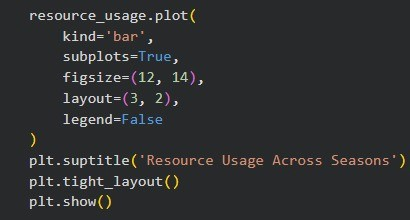 resource_usage.plot(
    kind='bar',
    subplots=True,
    figsize=(12, 14),
    layout=(3, 2),
    legend=False
)
plt.suptitle('Resource Usage Across Seasons')
plt.tight_layout()
plt.show()